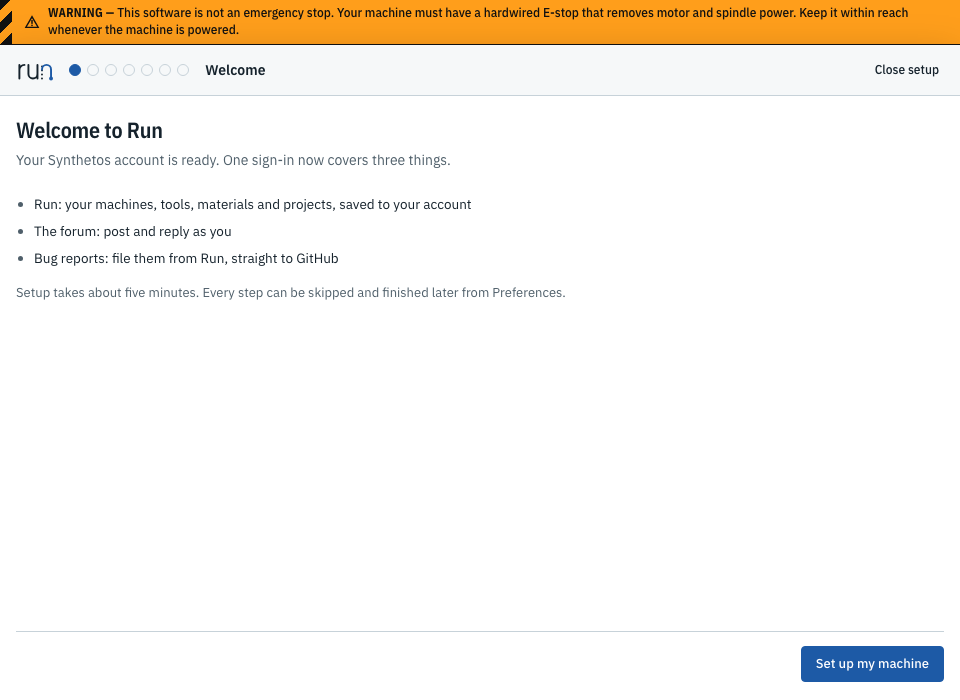 WARNING — This software is not an emergency stop. Your machine must have a hardwired E-stop that removes motor and spindle power. Keep it within reach
whenever the machine is powered.
run Welcome Close setup
Welcome to Run
Your Synthetos account is ready. One sign-in now covers three things.
Run: your machines, tools, materials and projects, saved to your account
The forum: post and reply as you
Bug reports: file them from Run, straight to GitHub
Setup takes about five minutes. Every step can be skipped and finished later from Preferences.
Set up my machine